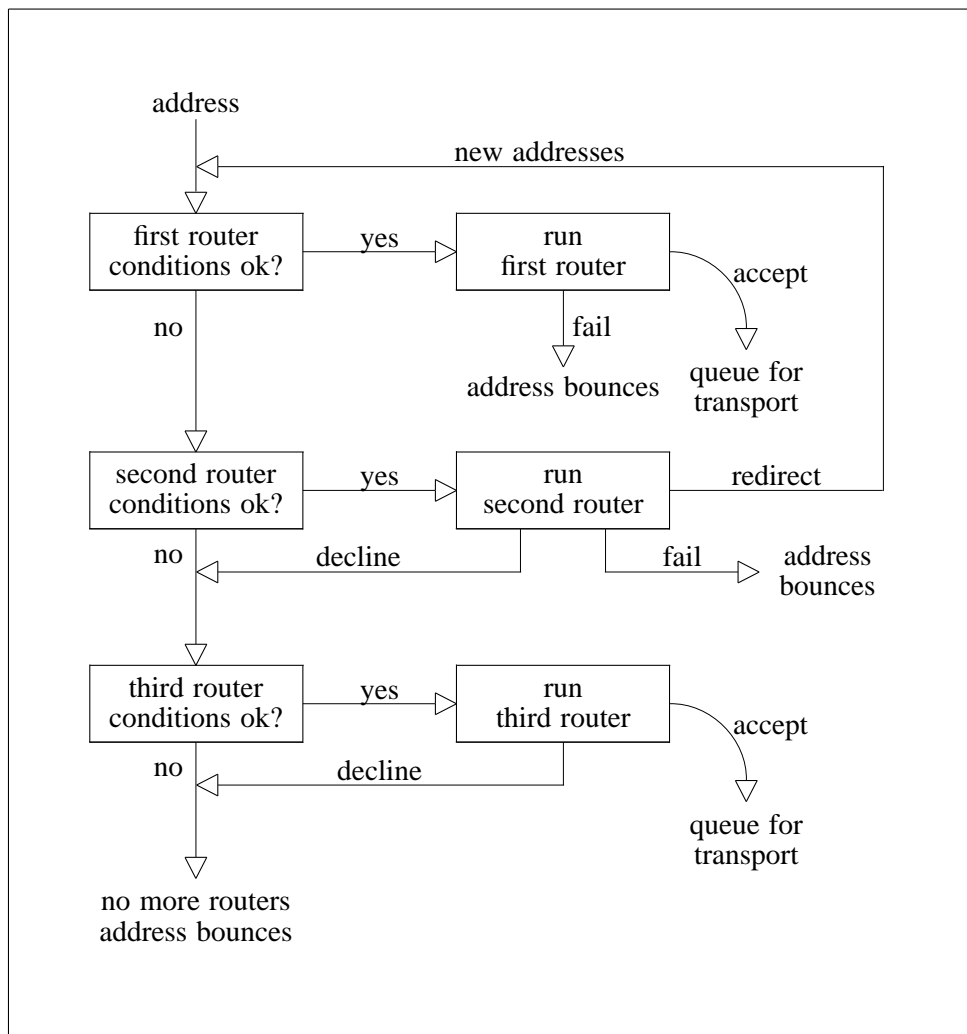 address
new addresses
first router
conditions ok?
yes
run
first router
accept
no
fail
address bounces
queue for
transport
second router
conditions ok?
yes
run
second router
redirect
no
decline
fail
address
bounces
third router
conditions ok?
yes
run
third router
accept
no
decline
queue for
transport
no more routers
address bounces